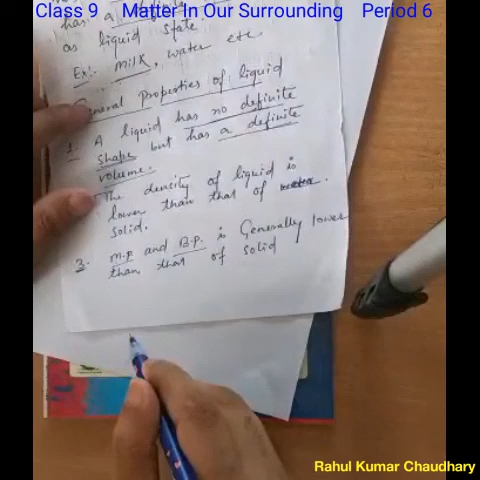 Class 9 Matter In Our Surrounding Period 6
has a
as liquid state
Ex:- Milk, water etc.
General properties of liquid
1. A liquid has no definite
shape but has a definite
volume.
The density of liquid is
lower than that of
solid.
3. M.P. and B.P. is Generally lower
than that of solid
Rahul Kumar Chaudhary